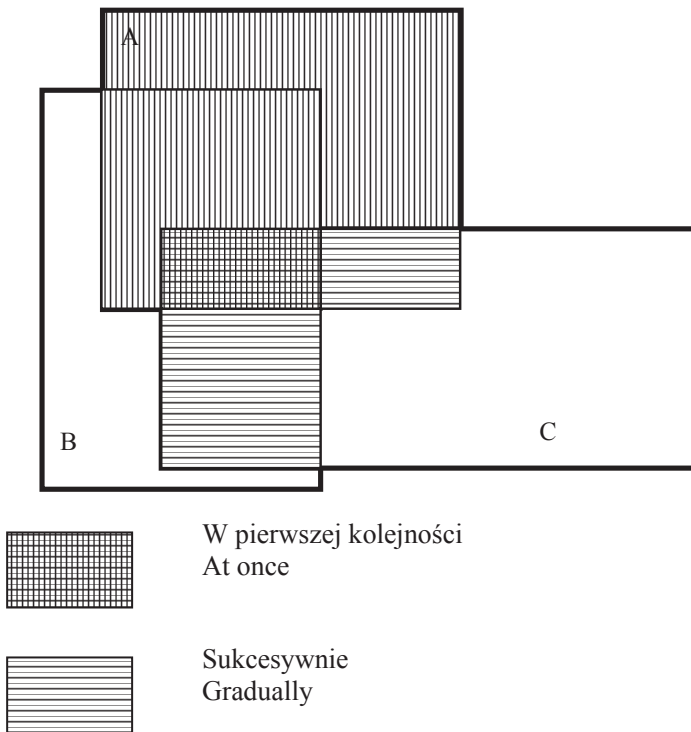 A
B
C
W pierwszej kolejności
At once
Sukcesywnie
Gradually